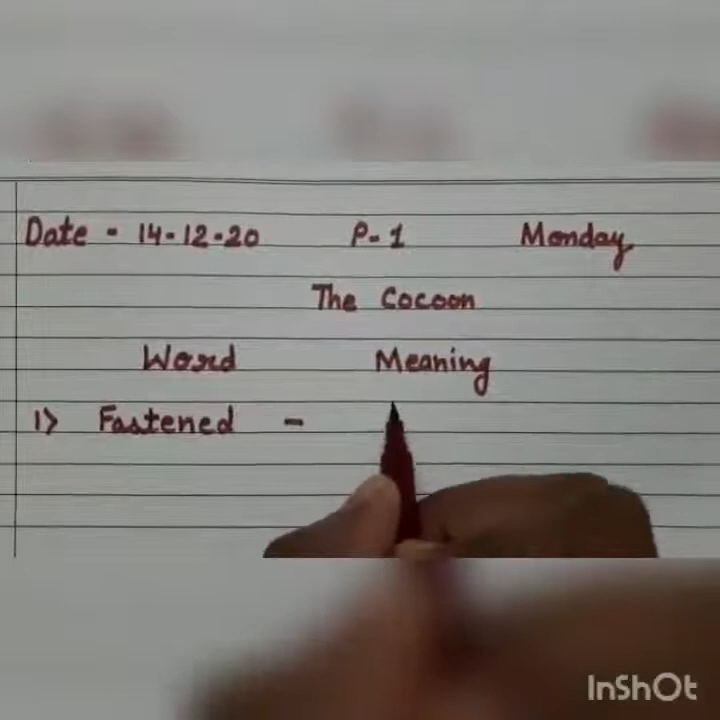 Date - 14-12-20 P-1 Monday
The Cocoon
Word Meaning
1) Fastened -
InShOt